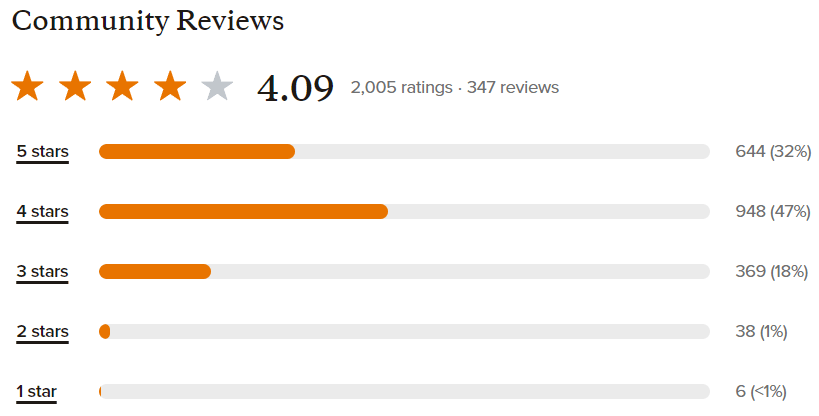 Community Reviews
4.09 2,005 ratings · 347 reviews
5 stars 644 (32%)
4 stars 948 (47%)
3 stars 369 (18%)
2 stars 38 (1%)
1 star 6 (<1%)